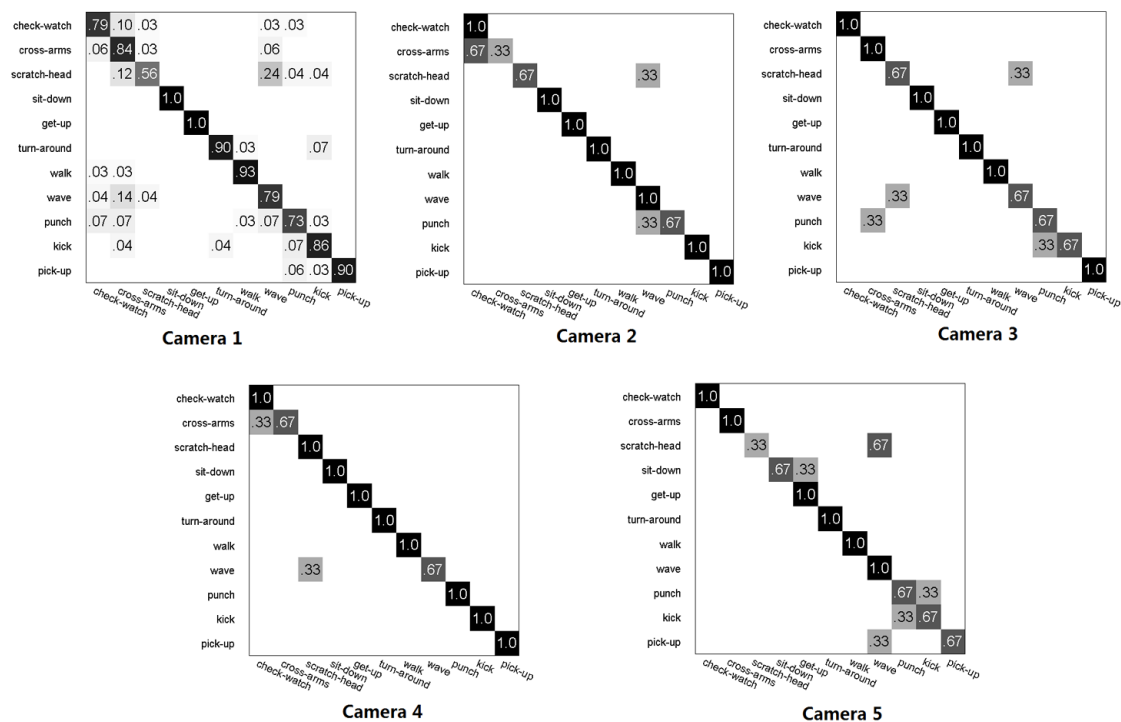 check-watch .79 .10 .03 .03 .03
cross-arms .06 .84 .03 .06
scratch-head .12 .56 .24 .04 .04
sit-down 1.0
get-up 1.0
turn-around .90 .03 .07
walk .03 .03 .93
wave .04 .14 .04 .79
punch .07 .07 .03 .07 .73 .03
kick .04 .04 .07 .86
pick-up .06 .03 .90
check-watch cross-arms scratch-head sit-down get-up turn-around walk wave punch kick pick-up
Camera 1
check-watch 1.0
cross-arms .67 .33
scratch-head .67 .33
sit-down 1.0
get-up 1.0
turn-around 1.0
walk 1.0
wave 1.0
punch .33 .67
kick 1.0
pick-up 1.0
check-watch cross-arms scratch-head sit-down get-up turn-around walk wave punch kick pick-up
Camera 2
check-watch 1.0
cross-arms 1.0
scratch-head .67 .33
sit-down 1.0
get-up 1.0
turn-around 1.0
walk 1.0
wave .33 .67
punch .33 .67
kick .33 .67
pick-up 1.0
check-watch cross-arms scratch-head sit-down get-up turn-around walk wave punch kick pick-up
Camera 3
check-watch 1.0
cross-arms .33 .67
scratch-head 1.0
sit-down 1.0
get-up 1.0
turn-around 1.0
walk 1.0
wave .33 .67
punch 1.0
kick 1.0
pick-up 1.0
check-watch cross-arms scratch-head sit-down get-up turn-around walk wave punch kick pick-up
Camera 4
check-watch 1.0
cross-arms 1.0
scratch-head .33 .67
sit-down .67 .33
get-up 1.0
turn-around 1.0
walk 1.0
wave 1.0
punch .67 .33
kick .33 .67
pick-up .33 .67
check-watch cross-arms scratch-head sit-down get-up turn-around walk wave punch kick pick-up
Camera 5